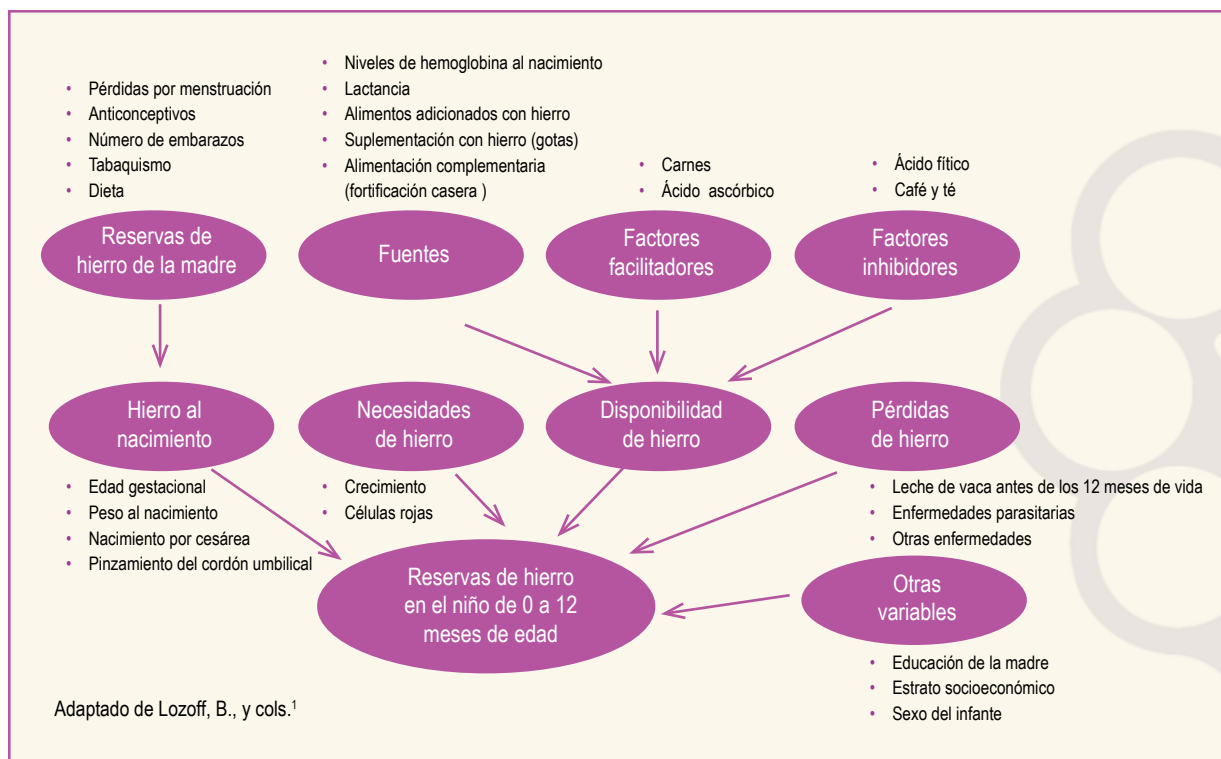 • Pérdidas por menstruación
• Anticonceptivos
• Número de embarazos
• Tabaquismo
• Dieta
Reservas de
hierro de la madre
• Niveles de hemoglobina al nacimiento
• Lactancia
• Alimentos adicionados con hierro
• Suplementación con hierro (gotas)
• Alimentación complementaria
(fortificación casera )
Fuentes
• Carnes
• Ácido ascórbico
Factores
facilitadores
• Ácido fítico
• Café y té
Factores
inhibidores
Hierro al
nacimiento
• Edad gestacional
• Peso al nacimiento
• Nacimiento por cesárea
• Pinzamiento del cordón umbilical
Necesidades
de hierro
• Crecimiento
• Células rojas
Disponibilidad
de hierro
Pérdidas
de hierro
• Leche de vaca antes de los 12 meses de vida
• Enfermedades parasitarias
• Otras enfermedades
Reservas de hierro
en el niño de 0 a 12
meses de edad
Otras
variables
• Educación de la madre
• Estrato socioeconómico
• Sexo del infante
Adaptado de Lozoff, B., y cols.¹